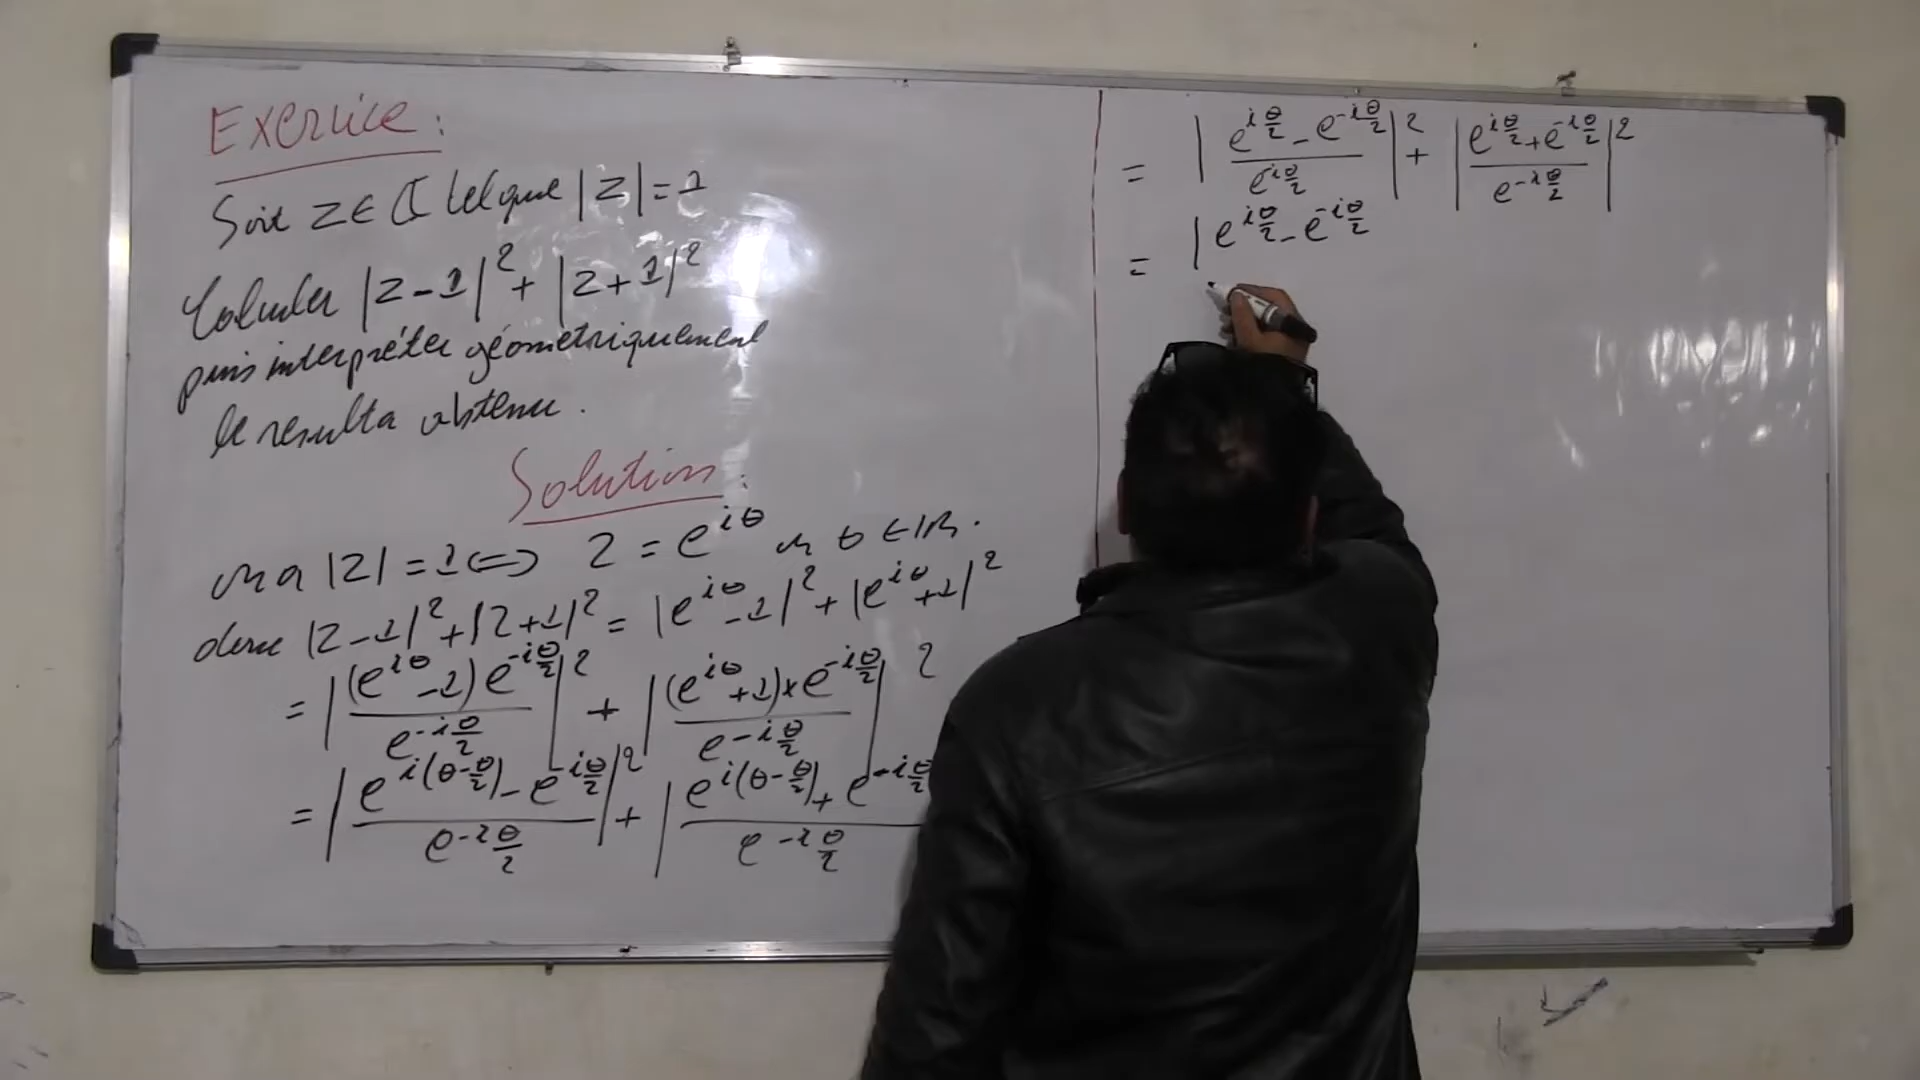 Exercice :
Soit z ∈ ℂ tel que |z| = 1
Calculer |z - 1|² + |z + 1|²
puis interpréter géométriquement
le resulta obtenu .
Solution :
on a |z| = 1 ⟺ z = e^{iθ} où θ ∈ ℝ .
donc |z - 1|² + |z + 1|² = |e^{iθ} - 1|² + |e^{iθ} + 1|²
= |((e^{iθ} - 1) e^{-iθ/2}) / e^{-iθ/2}|² + |((e^{iθ} + 1) × e^{-iθ/2}) / e^{-iθ/2}|²
= |(e^{i(θ - θ/2)} - e^{-iθ/2}) / e^{-iθ/2}|² + |(e^{i(θ - θ/2)} + e^{-iθ/2}) / e^{-iθ/2}
= |(e^{iθ/2} - e^{-iθ/2}) / e^{iθ/2}|² + |(e^{iθ/2} + e^{-iθ/2}) / e^{-iθ/2}|²
= |e^{iθ/2} - e^{-iθ/2}